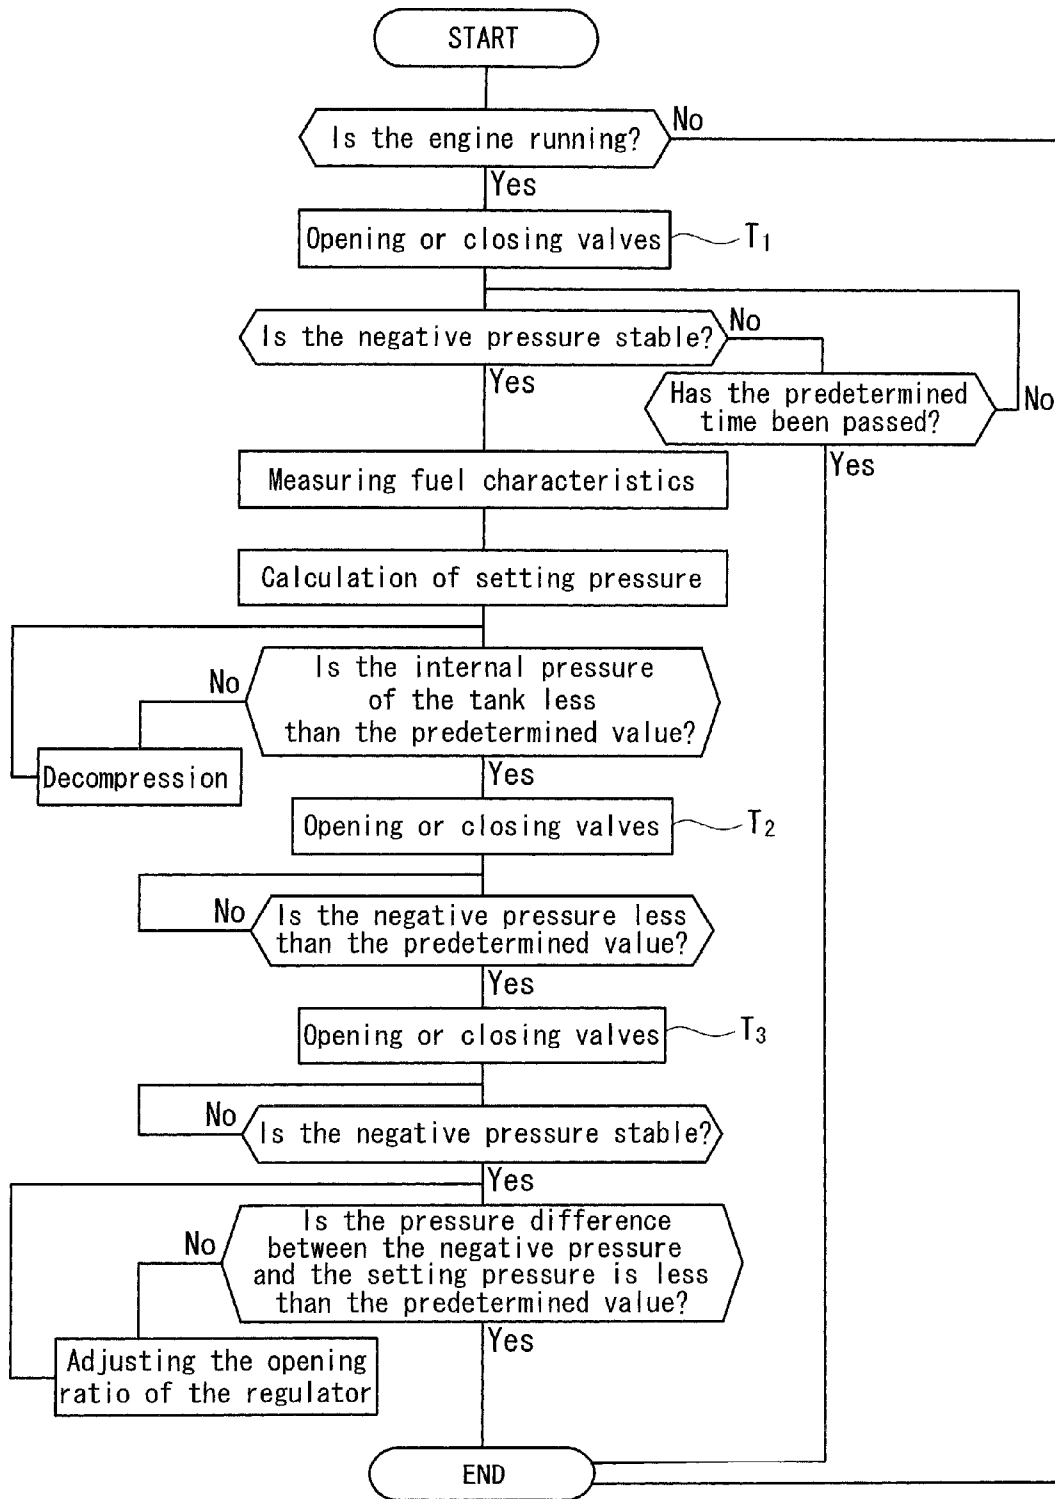 START
Is the engine running?
No
Yes
Opening or closing valves
T1
Is the negative pressure stable?
No
Yes
Has the predetermined
time been passed?
No
Yes
Measuring fuel characteristics
Calculation of setting pressure
Is the internal pressure
of the tank less
than the predetermined value?
No
Decompression
Yes
Opening or closing valves
T2
Is the negative pressure less
than the predetermined value?
No
Yes
Opening or closing valves
T3
No
Is the negative pressure stable?
Yes
Is the pressure difference
between the negative pressure
and the setting pressure is less
than the predetermined value?
No
Yes
Adjusting the opening
ratio of the regulator
END